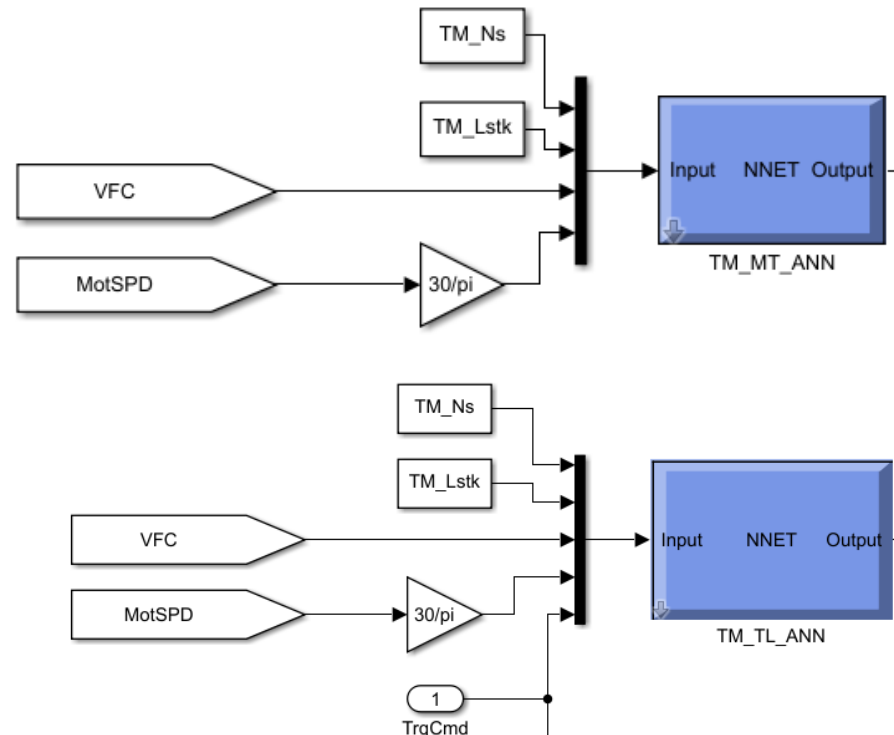 TM_Ns
TM_Lstk
VFC
MotSPD
30/pi
Input NNET Output
TM_MT_ANN
TM_Ns
TM_Lstk
VFC
MotSPD
30/pi
Input NNET Output
TM_TL_ANN
1
TrqCmd